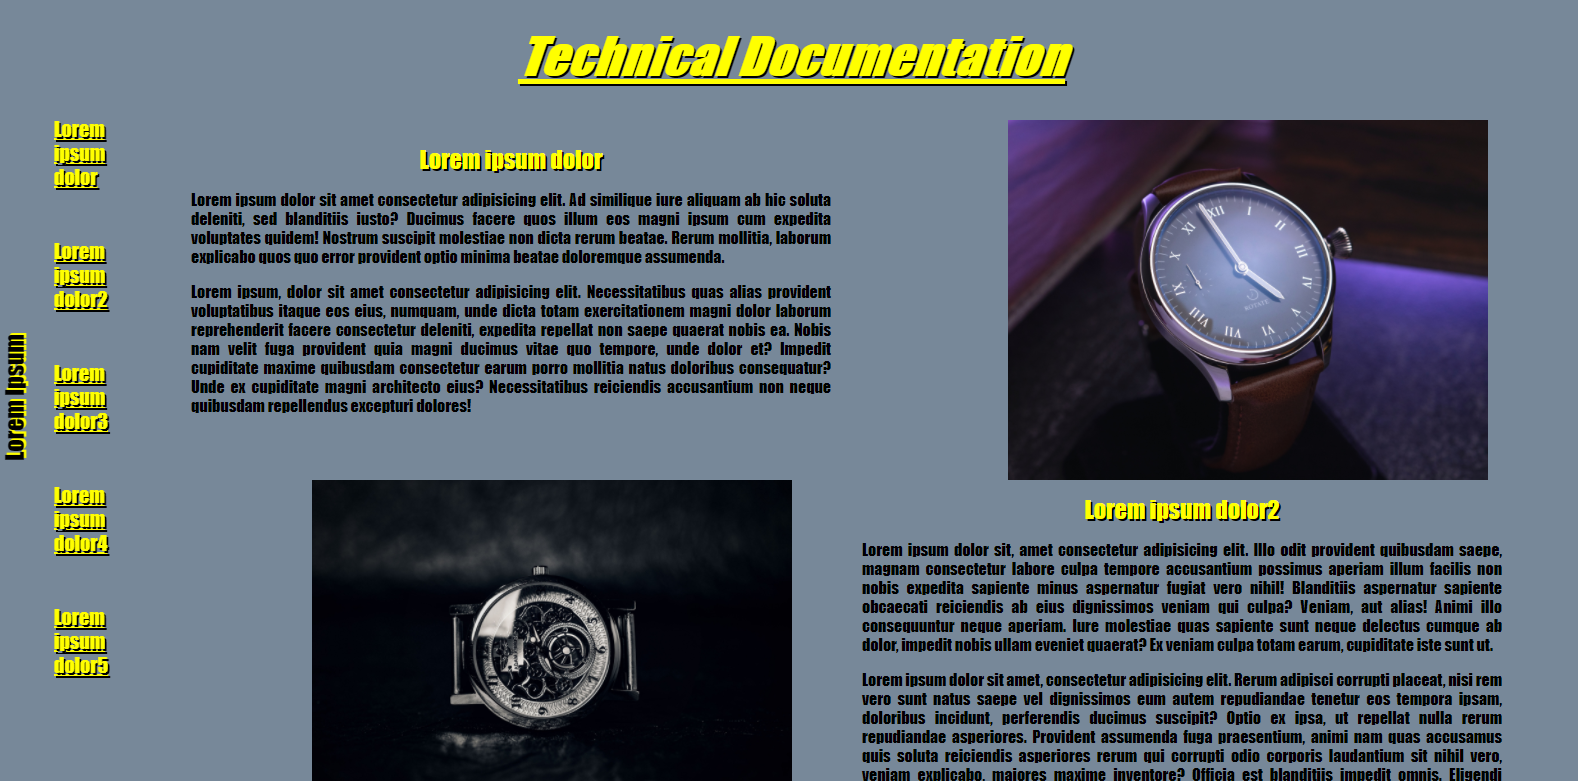 Technical Documentation
Lorem Ipsum
Lorem
ipsum
dolor
Lorem
ipsum
dolor2
Lorem
ipsum
dolor3
Lorem
ipsum
dolor4
Lorem
ipsum
dolor5
Lorem ipsum dolor
Lorem ipsum dolor sit amet consectetur adipisicing elit. Ad similique iure aliquam ab hic soluta
deleniti, sed blanditiis iusto? Ducimus facere quos illum eos magni ipsum cum expedita
voluptates quidem! Nostrum suscipit molestiae non dicta rerum beatae. Rerum mollitia, laborum
explicabo quos quo error provident optio minima beatae doloremque assumenda.
Lorem ipsum, dolor sit amet consectetur adipisicing elit. Necessitatibus quas alias provident
voluptatibus itaque eos eius, numquam, unde dicta totam exercitationem magni dolor laborum
reprehenderit facere consectetur deleniti, expedita repellat non saepe quaerat nobis ea. Nobis
nam velit fuga provident quia magni ducimus vitae quo tempore, unde dolor et? Impedit
cupiditate maxime quibusdam consectetur earum porro mollitia natus doloribus consequatur?
Unde ex cupiditate magni architecto eius? Necessitatibus reiciendis accusantium non neque
quibusdam repellendus excepturi dolores!
XII
I
II
III
IV
V
VI
VII
VIII
IX
X
XI
Lorem ipsum dolor2
Lorem ipsum dolor sit, amet consectetur adipisicing elit. Illo odit provident quibusdam saepe,
magnam consectetur labore culpa tempore accusantium possimus aperiam illum facilis non
nobis expedita sapiente minus aspernatur fugiat vero nihil! Blanditiis aspernatur sapiente
obcaecati reiciendis ab eius dignissimos veniam qui culpa? Veniam, aut alias! Animi illo
consequuntur neque aperiam. Iure molestiae quas sapiente sunt neque delectus cumque ab
dolor, impedit nobis ullam eveniet quaerat? Ex veniam culpa totam earum, cupiditate iste sunt ut.
Lorem ipsum dolor sit amet, consectetur adipisicing elit. Rerum adipisci corrupti placeat, nisi rem
vero sunt natus saepe vel dignissimos eum autem repudiandae tenetur eos tempora ipsam,
doloribus incidunt, perferendis ducimus suscipit? Optio ex ipsa, ut repellat nulla rerum
repudiandae asperiores. Provident assumenda fuga praesentium, animi nam quas accusamus
quis soluta reiciendis asperiores rerum qui corrupti odio corporis laudantium sit nihil vero,
veniam explicabo, maiores maxime inventore? Officia est blanditiis impedit omnis. Eligendi